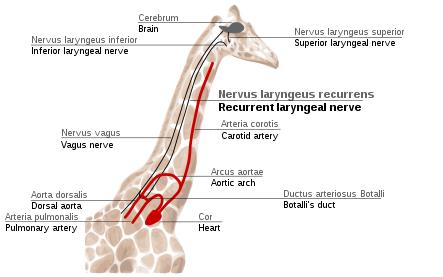 Cerebrum
Brain
Nervus laryngeus superior
Superior laryngeal nerve
Nervus laryngeus inferior
Inferior laryngeal nerve
Nervus laryngeus recurrens
Recurrent laryngeal nerve
Arteria corotis
Carotid artery
Nervus vagus
Vagus nerve
Arcus aortae
Aortic arch
Aorta dorsalis
Dorsal aorta
Ductus arteriosus Botalli
Botalli's duct
Arteria pulmonalis
Pulmonary artery
Cor
Heart